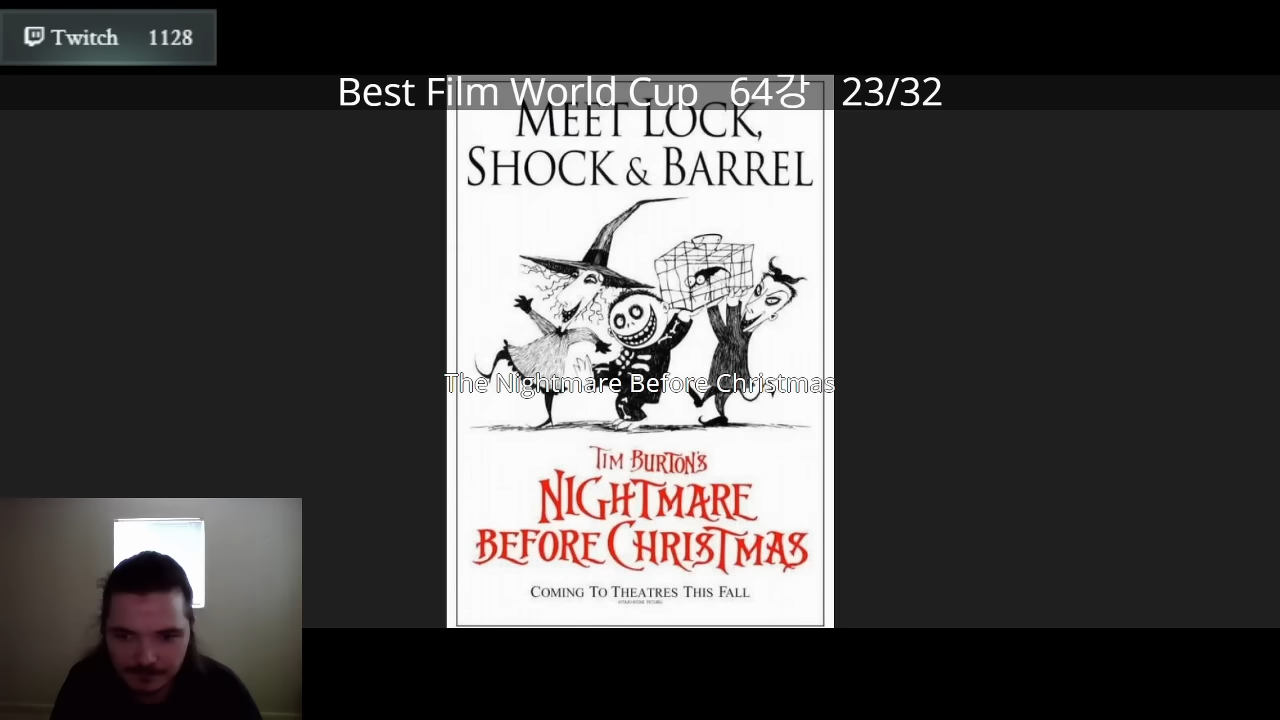 Twitch 1128
Best Film World Cup 64강 23/32
MEET LOCK,
SHOCK & BARREL
The Nightmare Before Christmas
TIM BURTON'S
NIGHTMARE
BEFORE CHRISTMAS
COMING TO THEATRES THIS FALL